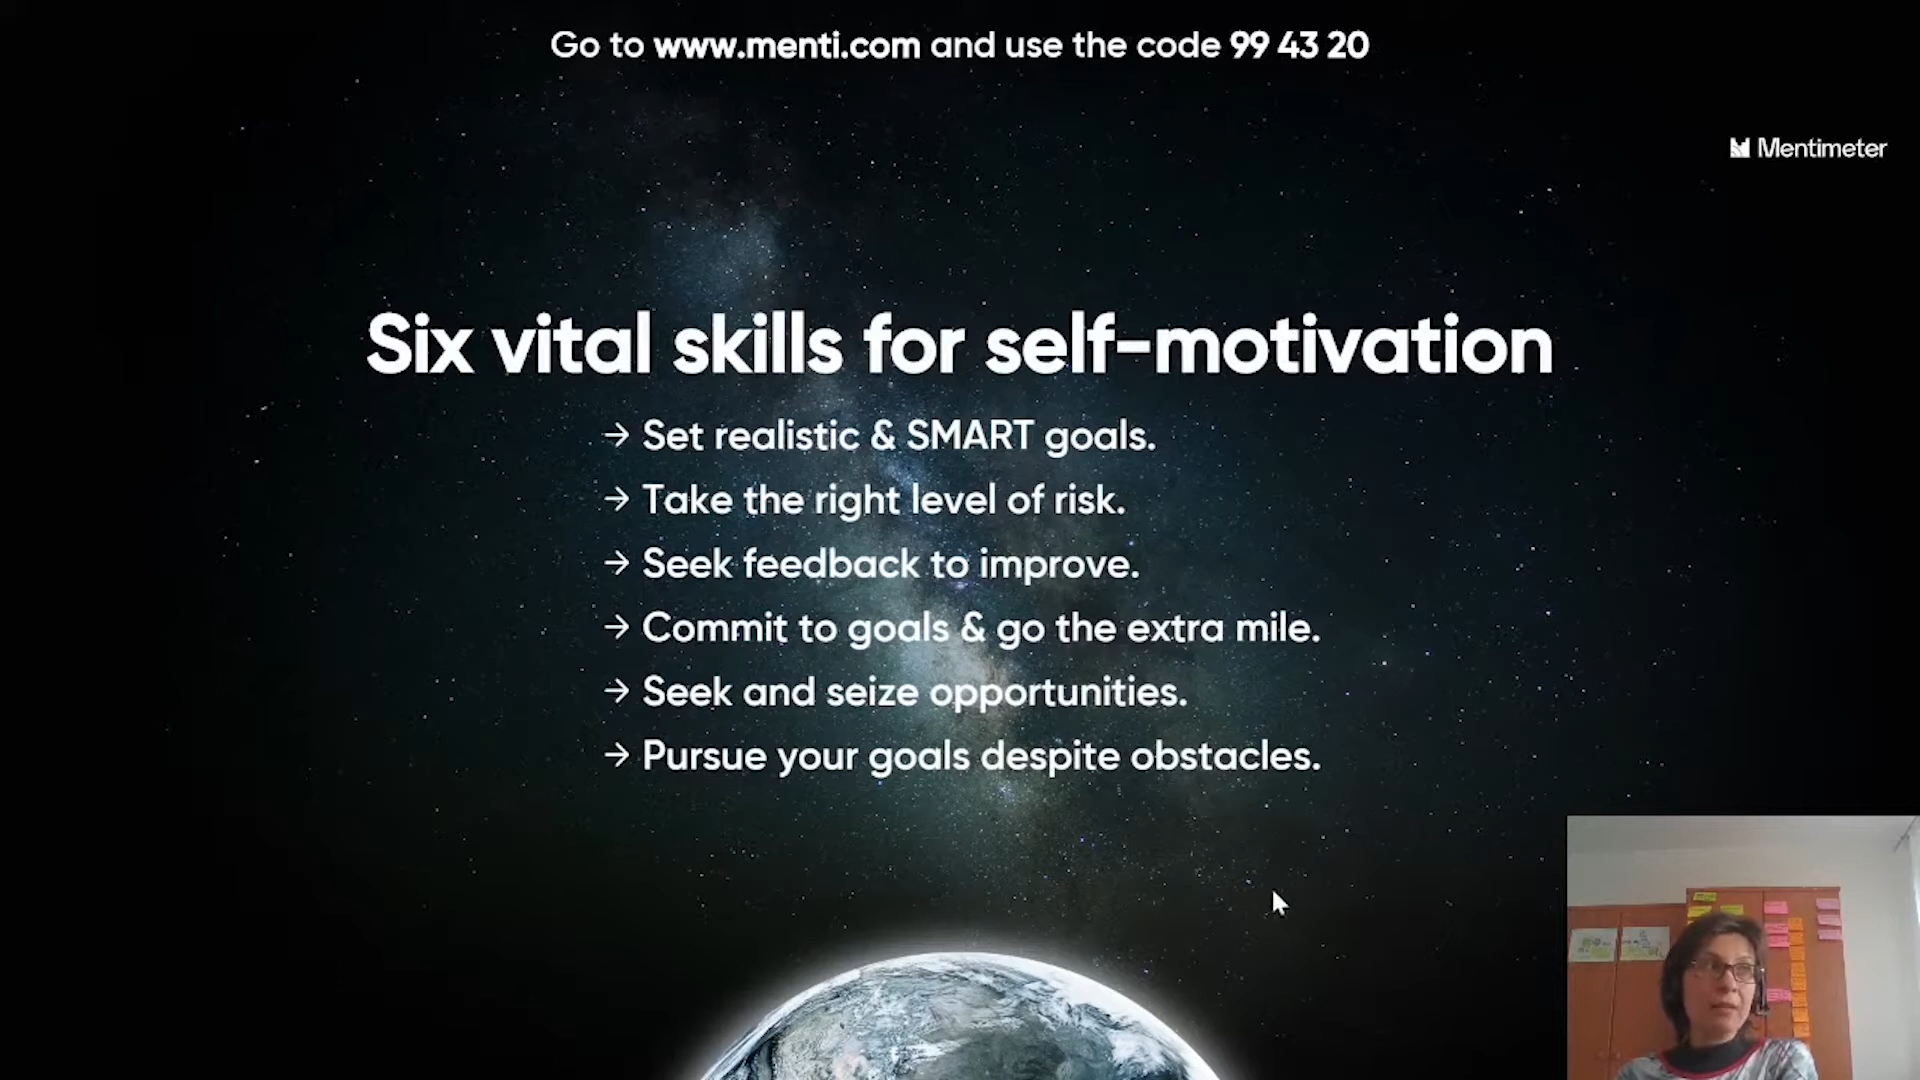 Go to www.menti.com and use the code 99 43 20
Mentimeter
Six vital skills for self-motivation
→ Set realistic & SMART goals.
→ Take the right level of risk.
→ Seek feedback to improve.
→ Commit to goals & go the extra mile.
→ Seek and seize opportunities.
→ Pursue your goals despite obstacles.